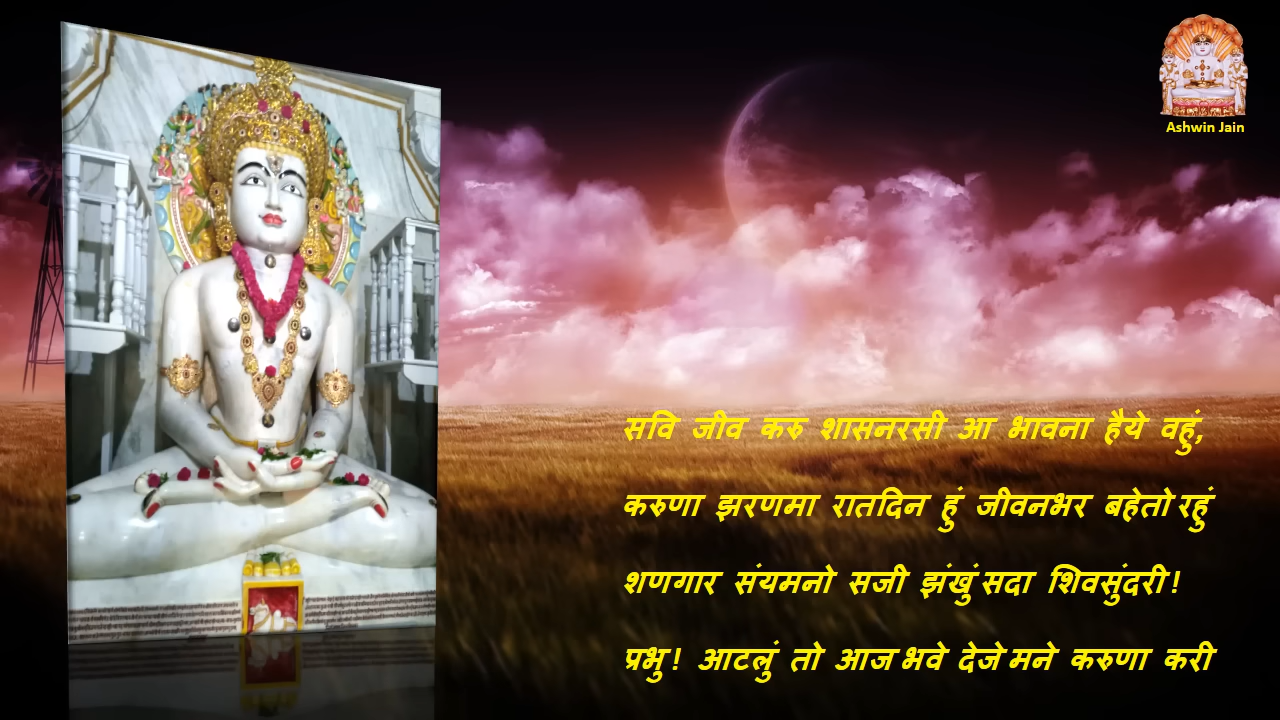 Ashwin Jain
सवि जीव करु शासनरसी आ भावना हैये वहुं,
करुणा झरणमा रातदिन हुं जीवनभर बहेतो रहुं
शणगार संयमनो सजी झंखुं सदा शिवसुंदरी!
प्रभु! आटलुं तो आज भवे देजे मने करुणा करी